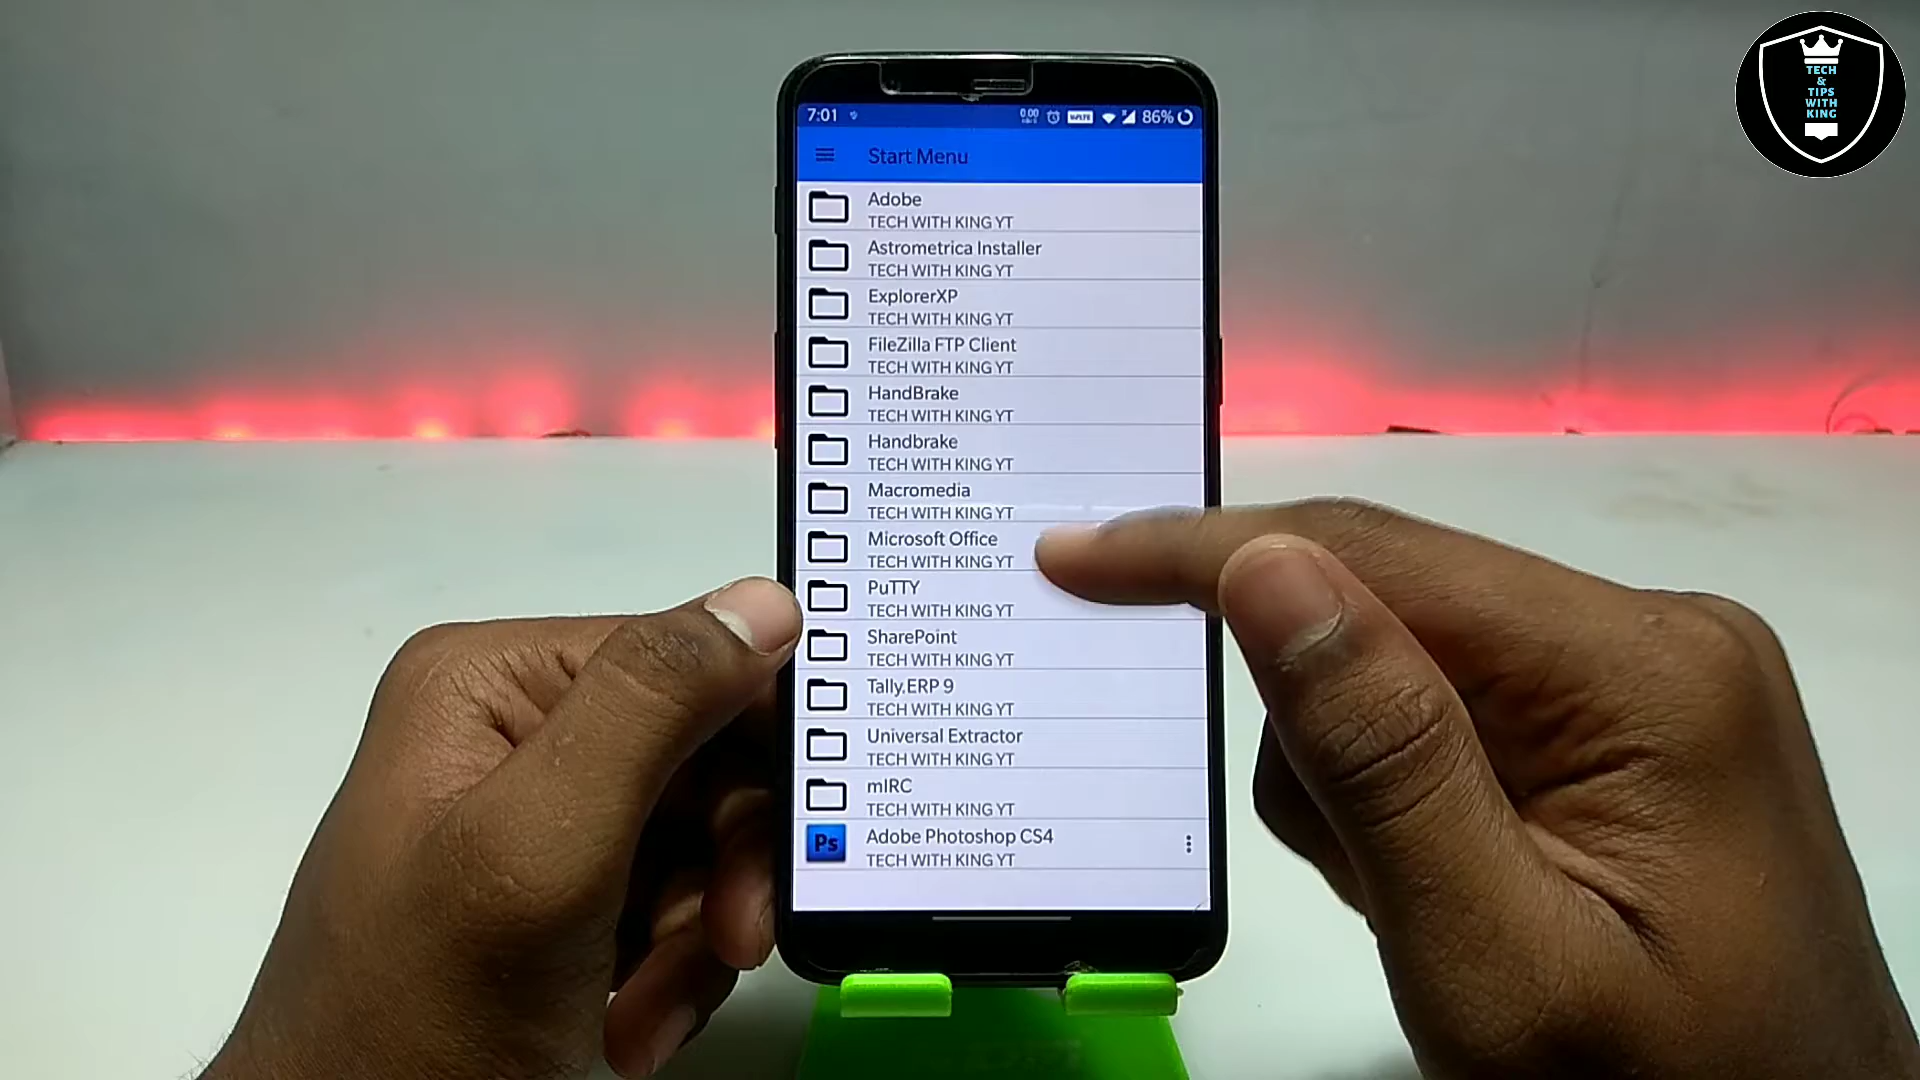 7:01
0.00
86%
Start Menu
Adobe
TECH WITH KING YT
Astrometrica Installer
TECH WITH KING YT
ExplorerXP
TECH WITH KING YT
FileZilla FTP Client
TECH WITH KING YT
HandBrake
TECH WITH KING YT
Handbrake
TECH WITH KING YT
Macromedia
TECH WITH KING YT
Microsoft Office
TECH WITH KING YT
PuTTY
TECH WITH KING YT
SharePoint
TECH WITH KING YT
Tally.ERP 9
TECH WITH KING YT
Universal Extractor
TECH WITH KING YT
mIRC
TECH WITH KING YT
Ps
Adobe Photoshop CS4
TECH WITH KING YT
TECH
&
TIPS
WITH
KING